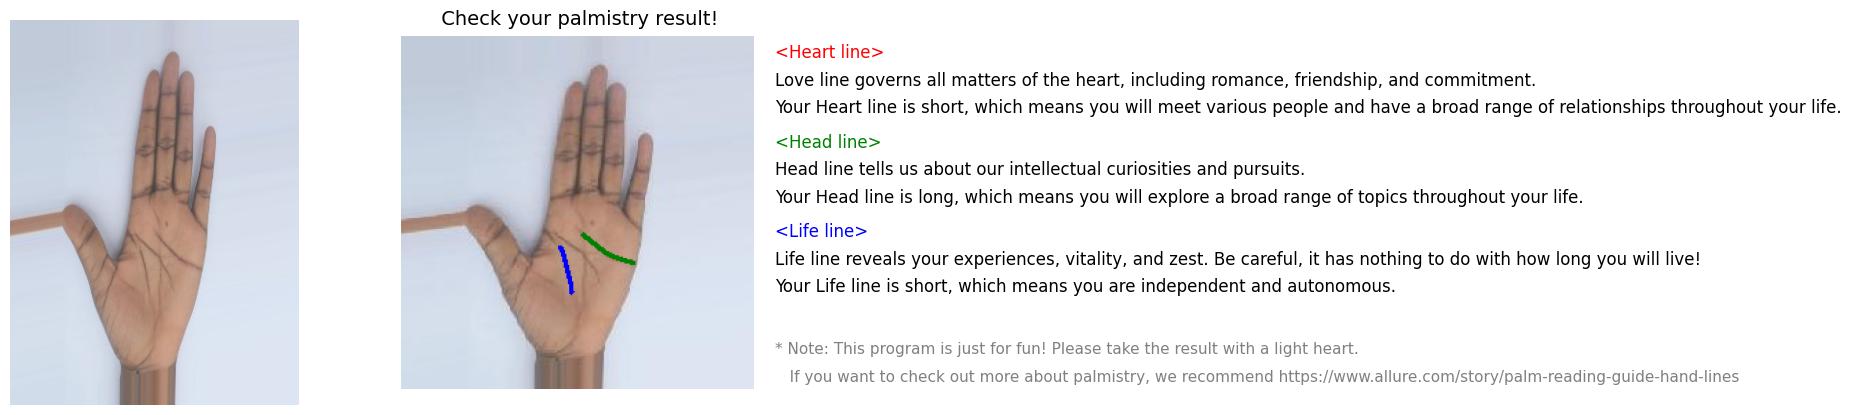 Check your palmistry result!
<Heart line>
Love line governs all matters of the heart, including romance, friendship, and commitment.
Your Heart line is short, which means you will meet various people and have a broad range of relationships throughout your life.
<Head line>
Head line tells us about our intellectual curiosities and pursuits.
Your Head line is long, which means you will explore a broad range of topics throughout your life.
<Life line>
Life line reveals your experiences, vitality, and zest. Be careful, it has nothing to do with how long you will live!
Your Life line is short, which means you are independent and autonomous.
* Note: This program is just for fun! Please take the result with a light heart.
If you want to check out more about palmistry, we recommend https://www.allure.com/story/palm-reading-guide-hand-lines